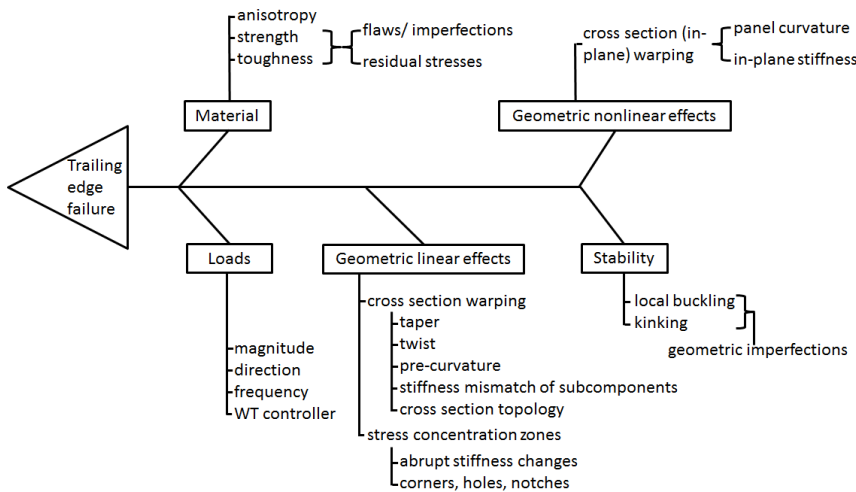 anisotropy
strength
toughness
flaws/ imperfections
residual stresses
cross section (in-
plane) warping
panel curvature
in-plane stiffness
Material
Geometric nonlinear effects
Trailing
edge
failure
Loads
Geometric linear effects
Stability
magnitude
direction
frequency
WT controller
cross section warping
taper
twist
pre-curvature
stiffness mismatch of subcomponents
cross section topology
stress concentration zones
abrupt stiffness changes
corners, holes, notches
local buckling
kinking
geometric imperfections